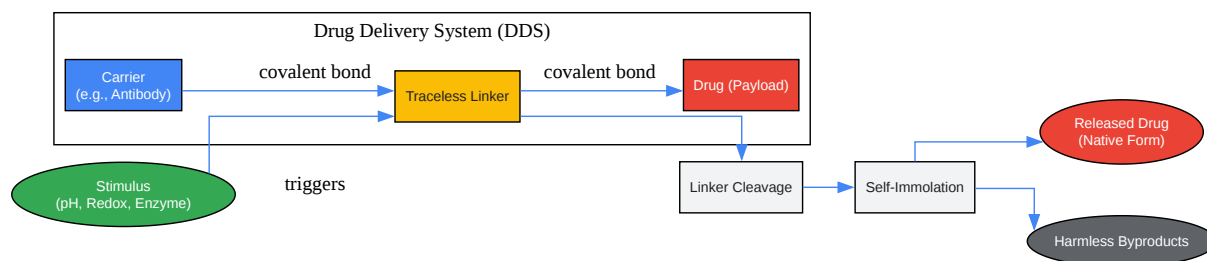 Drug Delivery System (DDS)
Carrier
(e.g., Antibody)
covalent bond
Traceless Linker
covalent bond
Drug (Payload)
Stimulus
(pH, Redox, Enzyme)
triggers
Linker Cleavage
Self-Immolation
Released Drug
(Native Form)
Harmless Byproducts